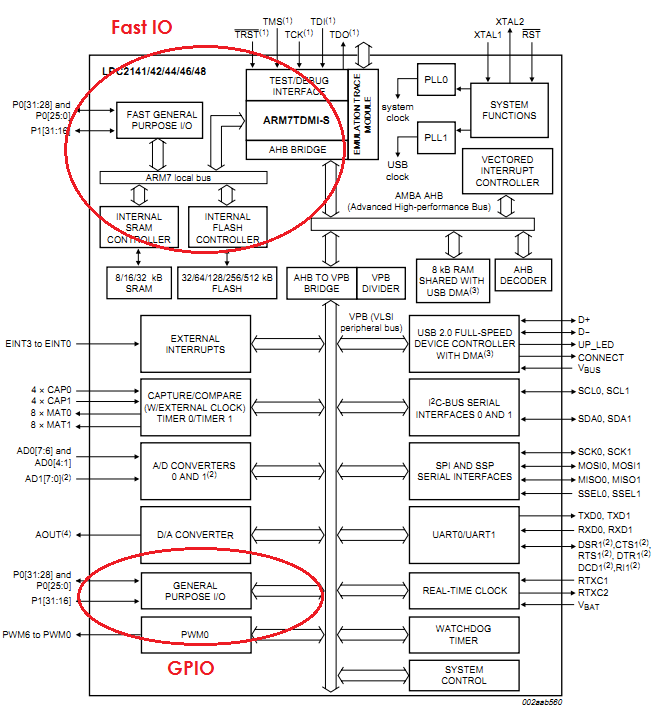 Fast IO
TMS(1) TDI(1)
TRST(1) TCK(1) TDO(1)
XTAL2
XTAL1 RST
LPC2141/42/44/46/48
P0[31:28] and
P0[25:0]
P1[31:16]
FAST GENERAL
PURPOSE I/O
TEST/DEBUG
INTERFACE
ARM7TDMI-S
AHB BRIDGE
EMULATION TRACE
MODULE
PLL0
system
clock
PLL1
USB
clock
SYSTEM
FUNCTIONS
VECTORED
INTERRUPT
CONTROLLER
ARM7 local bus
AMBA AHB
(Advanced High-performance Bus)
INTERNAL
SRAM
CONTROLLER
INTERNAL
FLASH
CONTROLLER
8/16/32 kB
SRAM
32/64/128/256/512 kB
FLASH
AHB TO VPB
BRIDGE
VPB
DIVIDER
8 kB RAM
SHARED WITH
USB DMA(3)
AHB
DECODER
VPB (VLSI
peripheral bus)
EINT3 to EINT0
EXTERNAL
INTERRUPTS
USB 2.0 FULL-SPEED
DEVICE CONTROLLER
WITH DMA(3)
D+
D−
UP_LED
CONNECT
VBUS
4 × CAP0
4 × CAP1
8 × MAT0
8 × MAT1
CAPTURE/COMPARE
(W/EXTERNAL CLOCK)
TIMER 0/TIMER 1
I2C-BUS SERIAL
INTERFACES 0 AND 1
SCL0, SCL1
SDA0, SDA1
AD0[7:6] and
AD0[4:1]
AD1[7:0](2)
A/D CONVERTERS
0 AND 1(2)
SPI AND SSP
SERIAL INTERFACES
SCK0, SCK1
MOSI0, MOSI1
MISO0, MISO1
SSEL0, SSEL1
AOUT(4)
D/A CONVERTER
UART0/UART1
TXD0, TXD1
RXD0, RXD1
DSR1(2),CTS1(2),
RTS1(2), DTR1(2)
DCD1(2),RI1(2)
P0[31:28] and
P0[25:0]
P1[31:16]
GENERAL
PURPOSE I/O
REAL-TIME CLOCK
RTXC1
RTXC2
VBAT
PWM6 to PWM0
PWM0
WATCHDOG
TIMER
GPIO
SYSTEM
CONTROL
002aab560